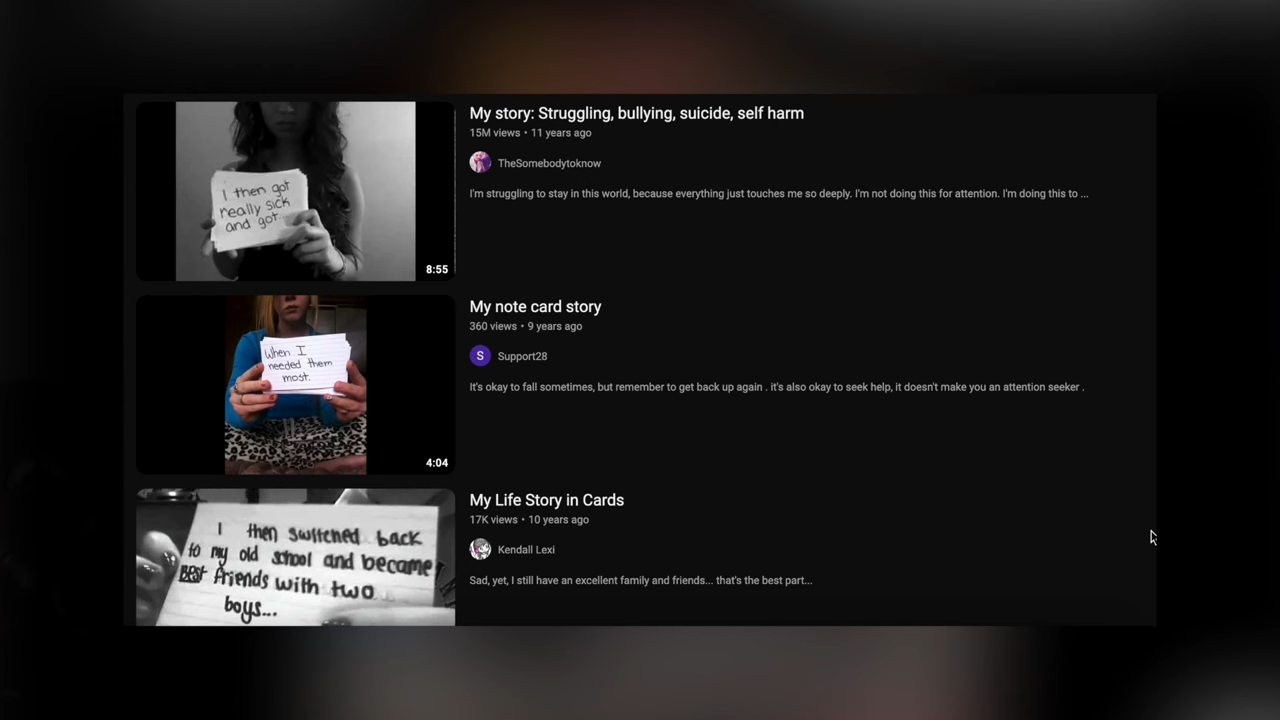 My story: Struggling, bullying, suicide, self harm
15M views • 11 years ago
TheSomebodytoknow
I'm struggling to stay in this world, because everything just touches me so deeply. I'm not doing this for attention. I'm doing this to ...
I then got
really sick
and got...
8:55
My note card story
360 views • 9 years ago
S Support28
It's okay to fall sometimes, but remember to get back up again . it's also okay to seek help, it doesn't make you an attention seeker .
When I
needed them
most.
4:04
My Life Story in Cards
17K views • 10 years ago
Kendall Lexi
Sad, yet, I still have an excellent family and friends... that's the best part...
I then switched back
to my old school and became
BEST friends with two
boys...